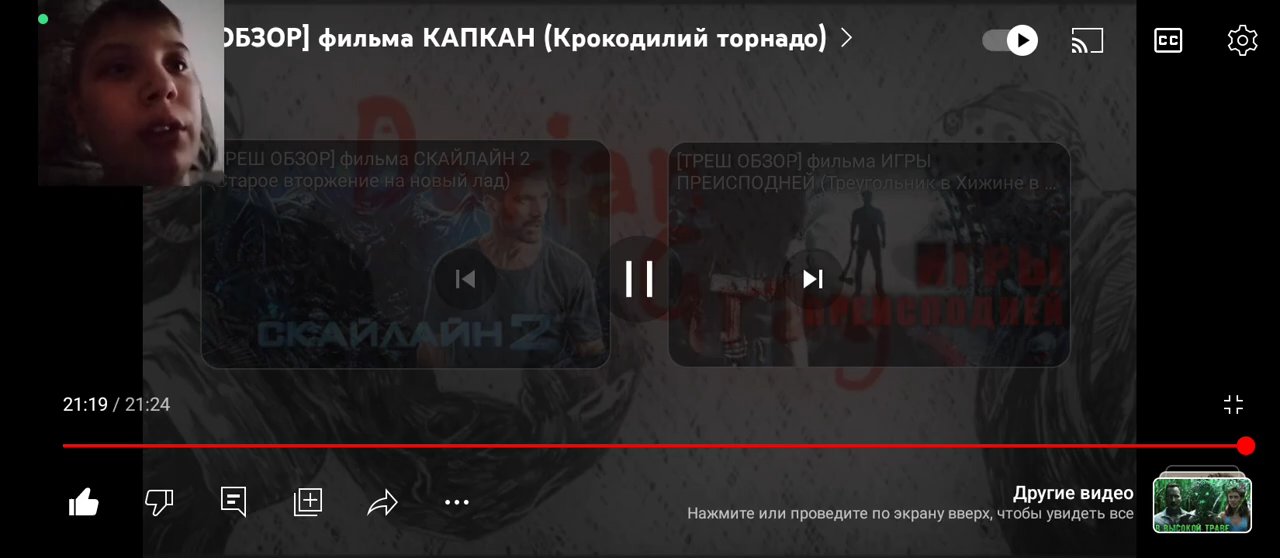 ОБЗОР] фильма КАПКАН (Крокодилий торнадо)
CC
РЕШ ОБЗОР] фильма СКАЙЛАЙН 2
старое вторжение на новый лад)
[ТРЕШ ОБЗОР] фильма ИГРЫ
ПРЕИСПОДНЕЙ (Треугольник в Хижине в ...
СКАЙЛАЙН 2
ИГРЫ
ПРЕИСПОДНЕЙ
21:19 / 21:24
Другие видео
Нажмите или проведите по экрану вверх, чтобы увидеть все
В ВЫСОКОЙ ТРАВЕ